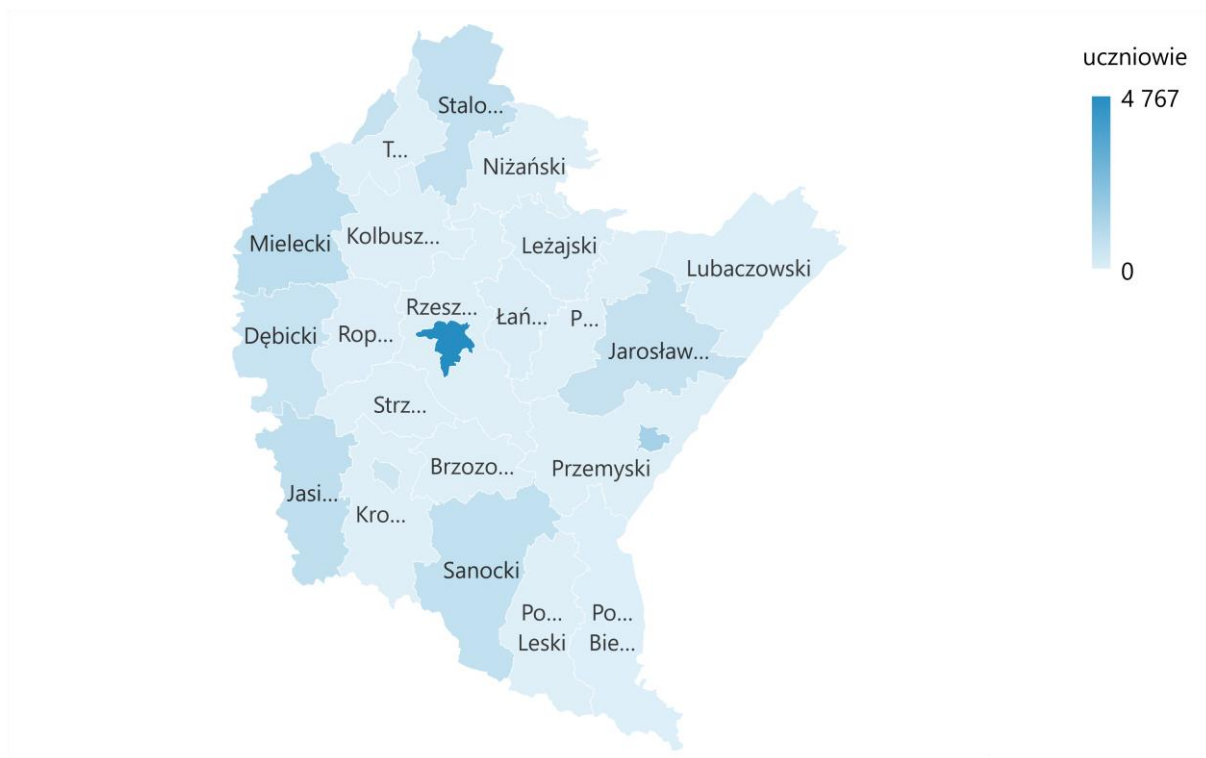 uczniowie
4 767
0
Stalo...
T...
Niżański
Mielecki
Kolbusz...
Leżajski
Lubaczowski
Rzesz...
Łań...
P...
Dębicki
Rop...
Jarosław...
Strz...
Brzozo...
Przemyski
Jasi...
Kro...
Sanocki
Po...
Leski
Po...
Bie...